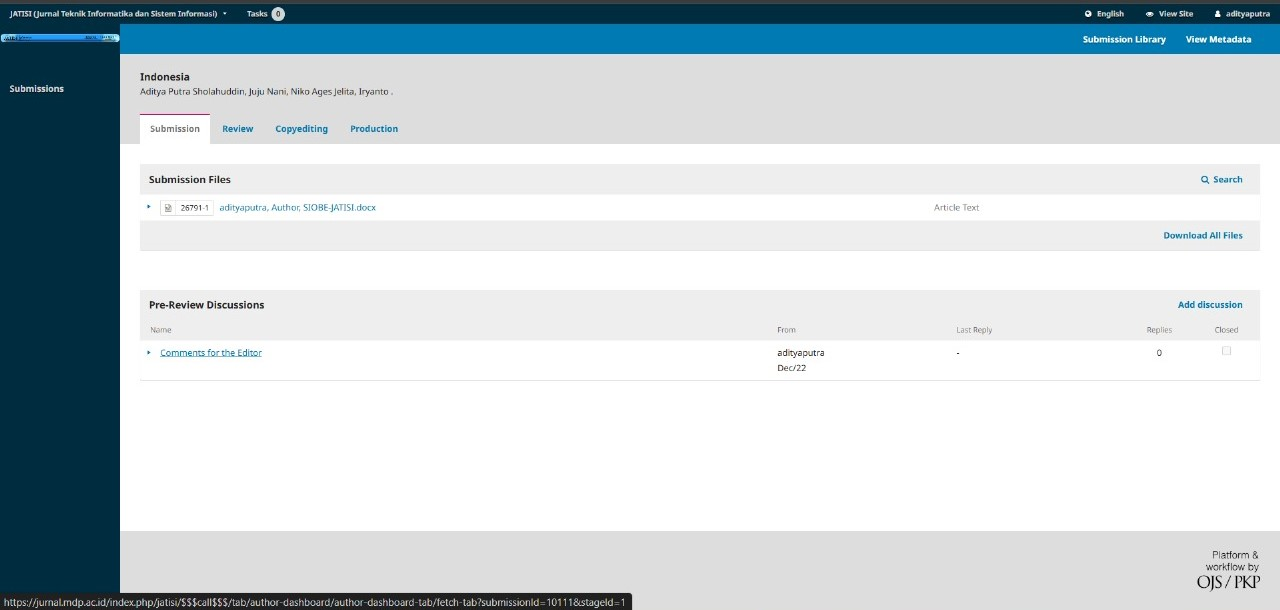 JATISI (Jurnal Teknik Informatika dan Sistem Informasi) Tasks 0 English View Site adityaputra
Submission Library View Metadata
Submissions
Indonesia
Aditya Putra Sholahuddin, Juju Nani, Niko Ages Jelita, Iryanto .
Submission Review Copyediting Production
Submission Files Search
26791-1 adityaputra, Author, SIOBE-JATISI.docx Article Text
Download All Files
Pre-Review Discussions Add discussion
Name From Last Reply Replies Closed
Comments for the Editor adityaputra - 0
Dec/22
Platform &
workflow by
OJS / PKP
https://jurnal.mdp.ac.id/index.php/jatisi/$$$call$$$/tab/author-dashboard/author-dashboard-tab/fetch-tab?submissionId=10111&stageId=1